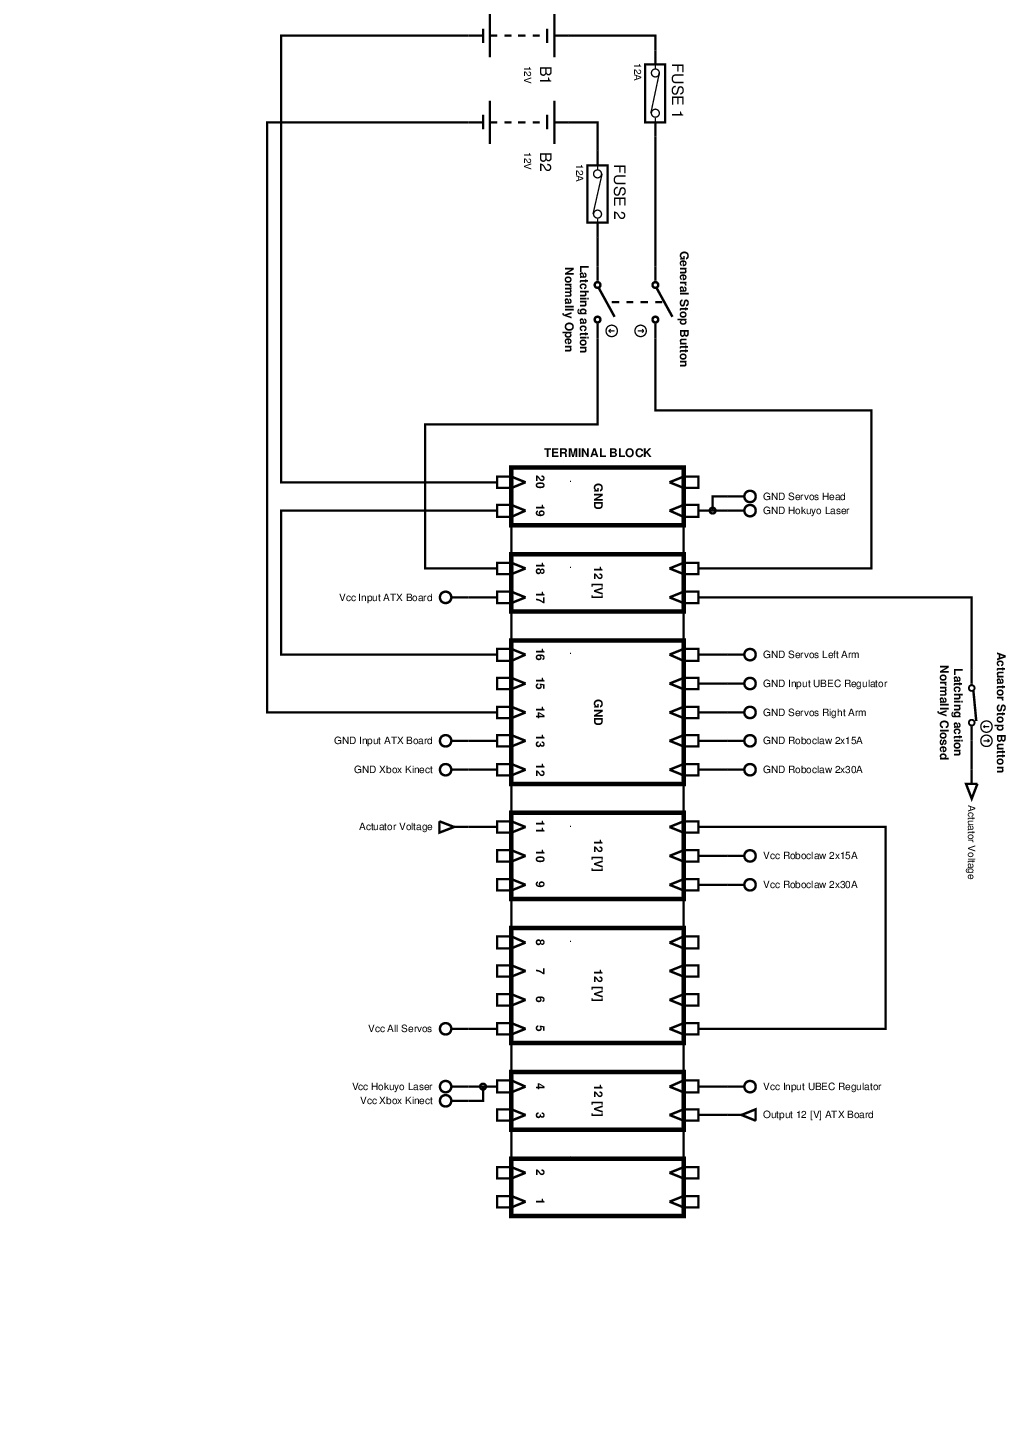 B1
12V
FUSE 1
12A
B2
12V
FUSE 2
12A
General Stop Button
Latching action
Normally Open
TERMINAL BLOCK
20
GND
19
GND Servos Head
GND Hokuyo Laser
18
12 [V]
17
Vcc Input ATX Board
Actuator Stop Button
Latching action
Normally Closed
Actuator Voltage
16
15
GND
14
13
12
GND Servos Left Arm
GND Input UBEC Regulator
GND Servos Right Arm
GND Input ATX Board
GND Roboclaw 2x15A
GND Xbox Kinect
GND Roboclaw 2x30A
Actuator Voltage
11
12 [V]
10
9
Vcc Roboclaw 2x15A
Vcc Roboclaw 2x30A
8
7
12 [V]
6
5
Vcc All Servos
Vcc Hokuyo Laser
Vcc Xbox Kinect
4
12 [V]
3
Vcc Input UBEC Regulator
Output 12 [V] ATX Board
2
1